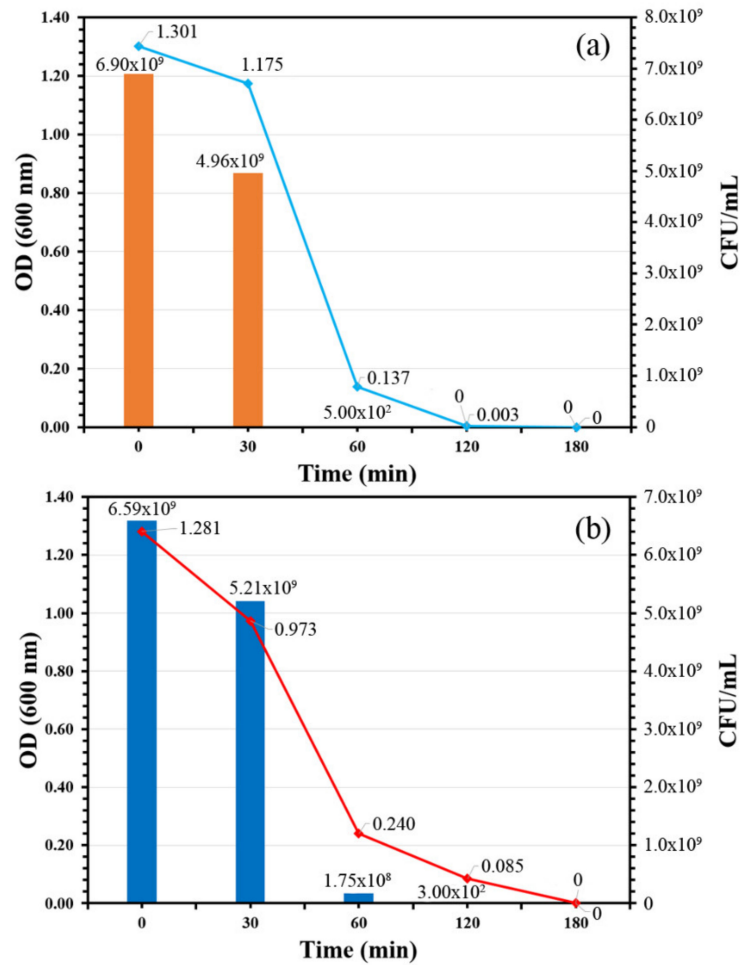 1.40
1.20
1.00
0.80
0.60
0.40
0.20
0.00
OD (600 nm)
8.0x10⁹
7.0x10⁹
6.0x10⁹
5.0x10⁹
4.0x10⁹
3.0x10⁹
2.0x10⁹
1.0x10⁹
0
CFU/mL
(a)
1.301
6.90x10⁹
1.175
4.96x10⁹
0.137
5.00x10²
0
0.003
0
0
0 30 60 120 180
Time (min)
1.40
1.20
1.00
0.80
0.60
0.40
0.20
0.00
OD (600 nm)
7.0x10⁹
6.0x10⁹
5.0x10⁹
4.0x10⁹
3.0x10⁹
2.0x10⁹
1.0x10⁹
0
CFU/mL
(b)
6.59x10⁹
1.281
5.21x10⁹
0.973
0.240
1.75x10⁸
0.085
3.00x10²
0
0
0 30 60 120 180
Time (min)